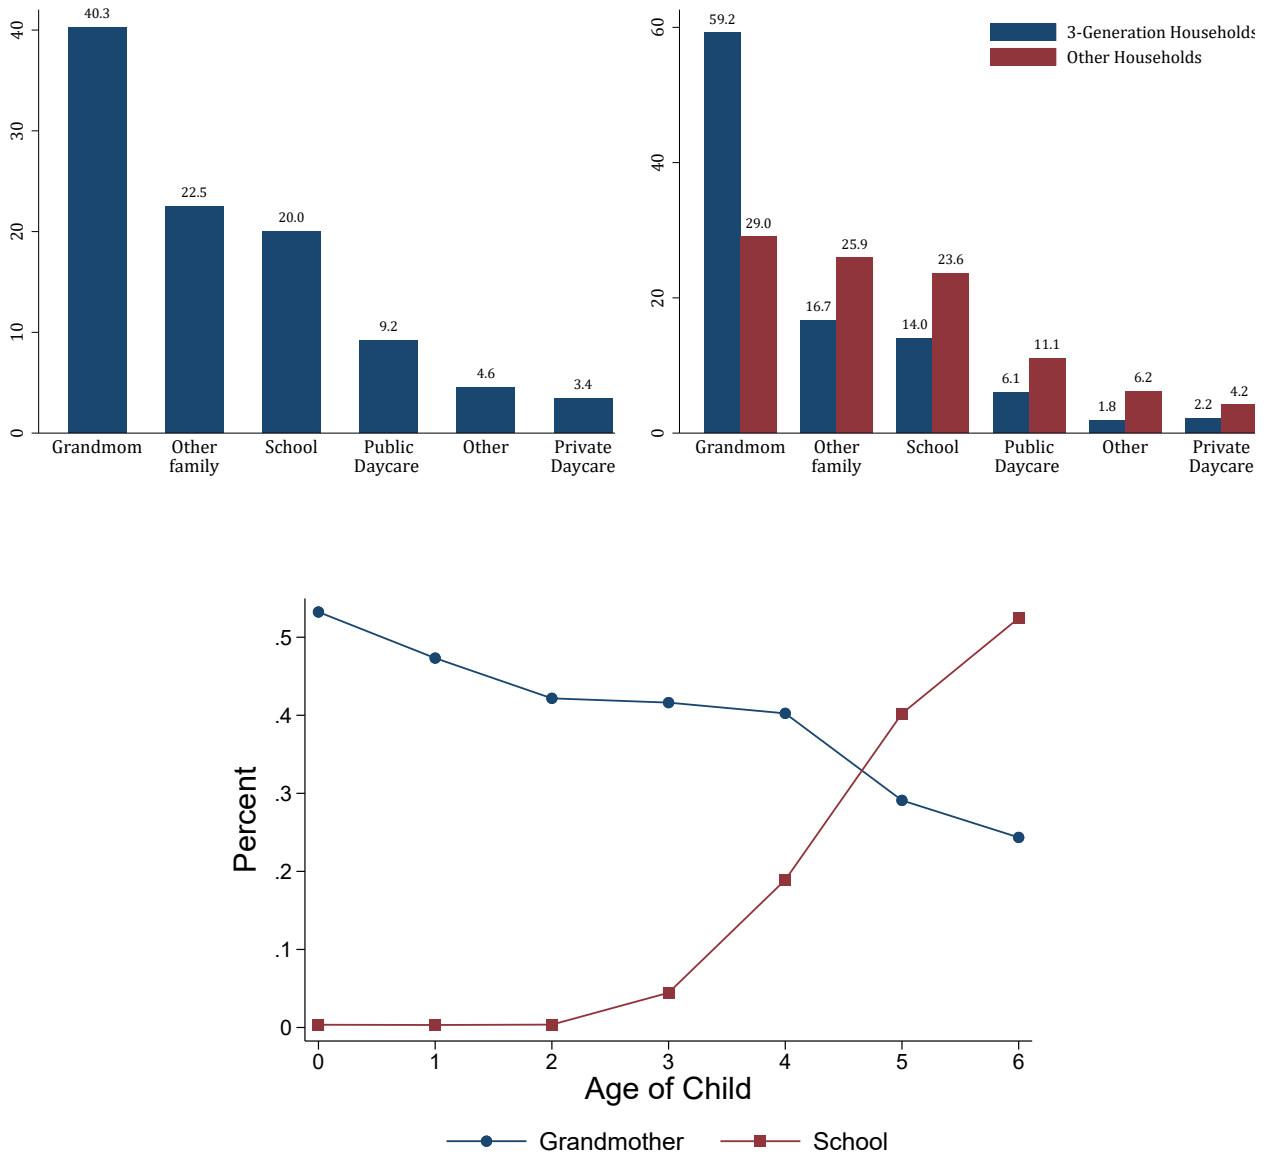 40.3
22.5
20.0
9.2
4.6
3.4
40
30
20
10
0
Grandmom
Other
family
School
Public
Daycare
Other
Private
Daycare
3-Generation Households
Other Households
59.2
29.0
16.7
25.9
14.0
23.6
6.1
11.1
1.8
6.2
2.2
4.2
60
40
20
0
Grandmom
Other
family
School
Public
Daycare
Other
Private
Daycare
Percent
.5
.4
.3
.2
.1
0
0 1 2 3 4 5 6
Age of Child
Grandmother
School